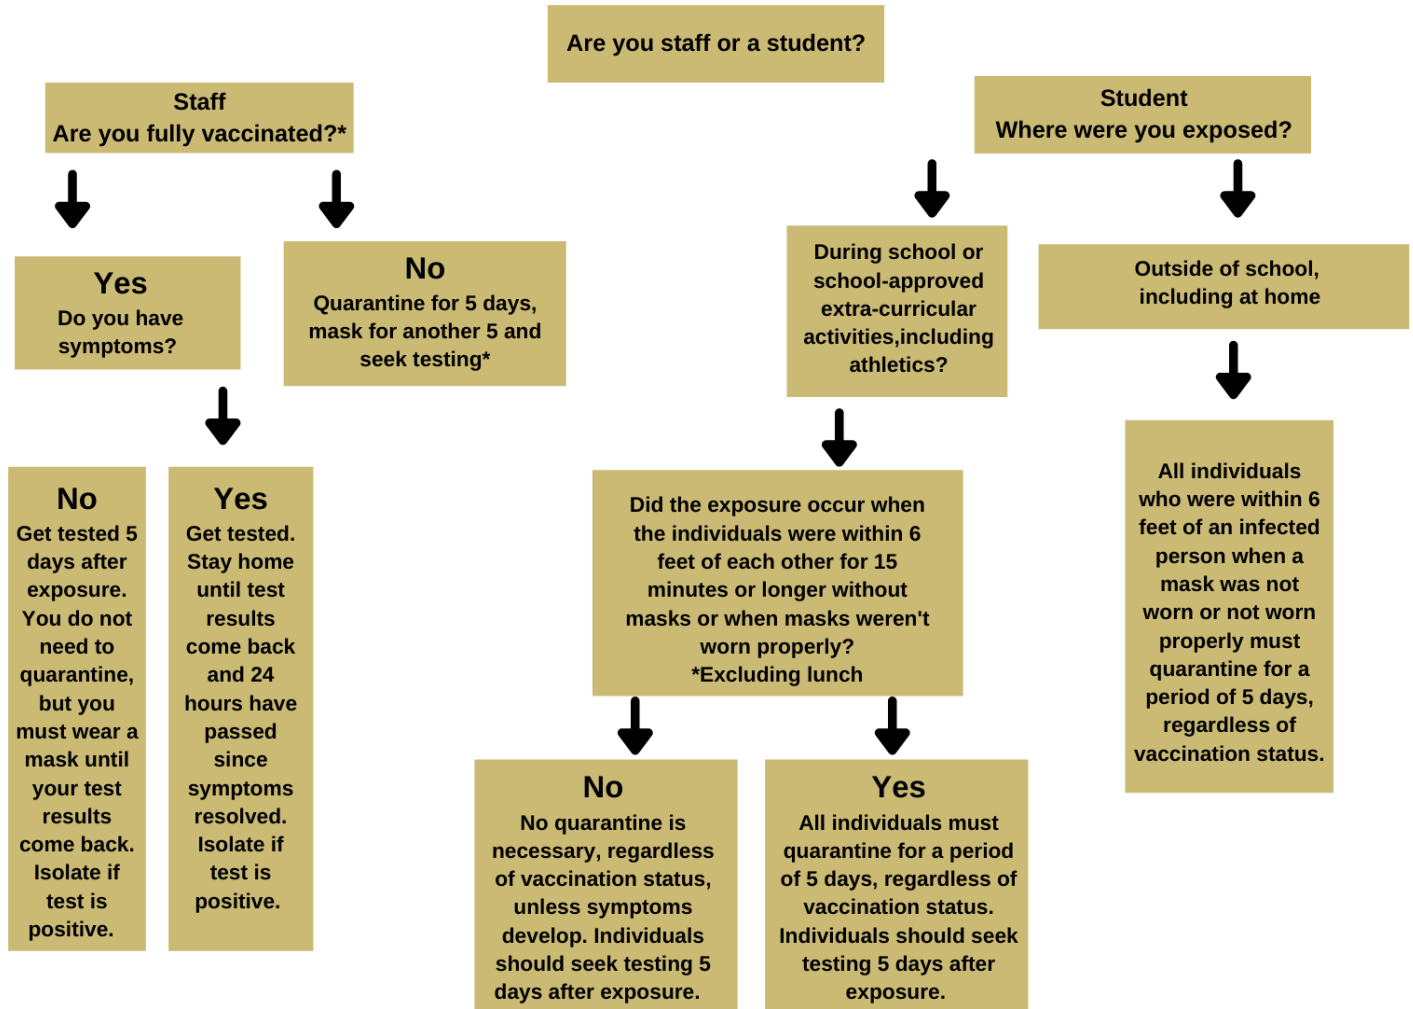 Are you staff or a student?
Staff
Are you fully vaccinated?*
Yes
Do you have
symptoms?
No
Quarantine for 5 days,
mask for another 5 and
seek testing*
No
Get tested 5
days after
exposure.
You do not
need to
quarantine,
but you
must wear a
mask until
your test
results
come back.
Isolate if
test is
positive.
Yes
Get tested.
Stay home
until test
results
come back
and 24
hours have
passed
since
symptoms
resolved.
Isolate if
test is
positive.
Student
Where were you exposed?
During school or
school-approved
extra-curricular
activities,including
athletics?
Did the exposure occur when
the individuals were within 6
feet of each other for 15
minutes or longer without
masks or when masks weren't
worn properly?
*Excluding lunch
No
No quarantine is
necessary, regardless
of vaccination status,
unless symptoms
develop. Individuals
should seek testing 5
days after exposure.
Yes
All individuals must
quarantine for a period
of 5 days, regardless of
vaccination status.
Individuals should seek
testing 5 days after
exposure.
Outside of school,
including at home
All individuals
who were within 6
feet of an infected
person when a
mask was not
worn or not worn
properly must
quarantine for a
period of 5 days,
regardless of
vaccination status.